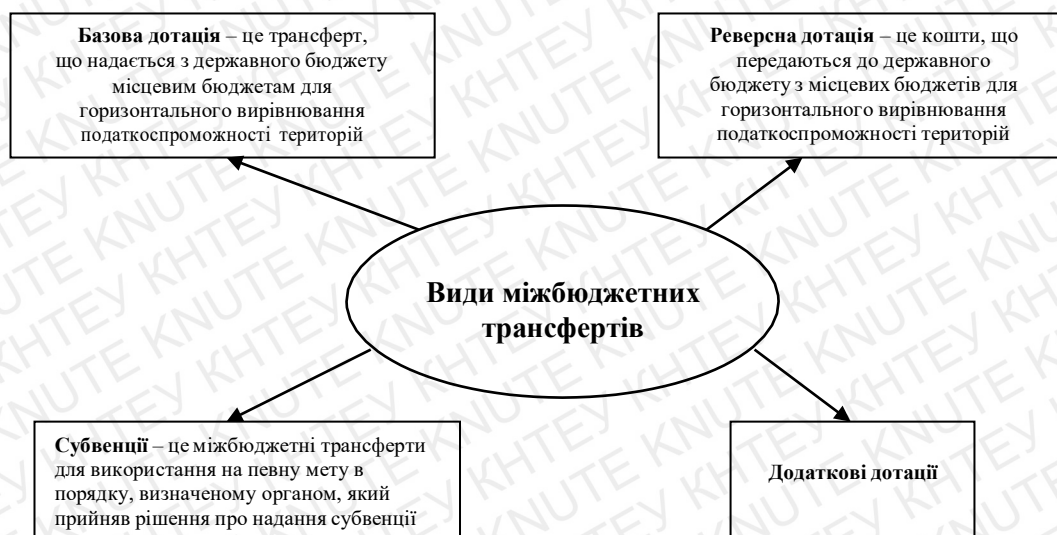 Базова дотація – це трансферт,
що надається з державного бюджету
місцевим бюджетам для
горизонтального вирівнювання
податкоспроможності територій
Реверсна дотація – це кошти, що
передаються до державного
бюджету з місцевих бюджетів для
горизонтального вирівнювання
податкоспроможності територій
Види міжбюджетних
трансфертів
Субвенції – це міжбюджетні трансферти
для використання на певну мету в
порядку, визначеному органом, який
прийняв рішення про надання субвенції
Додаткові дотації